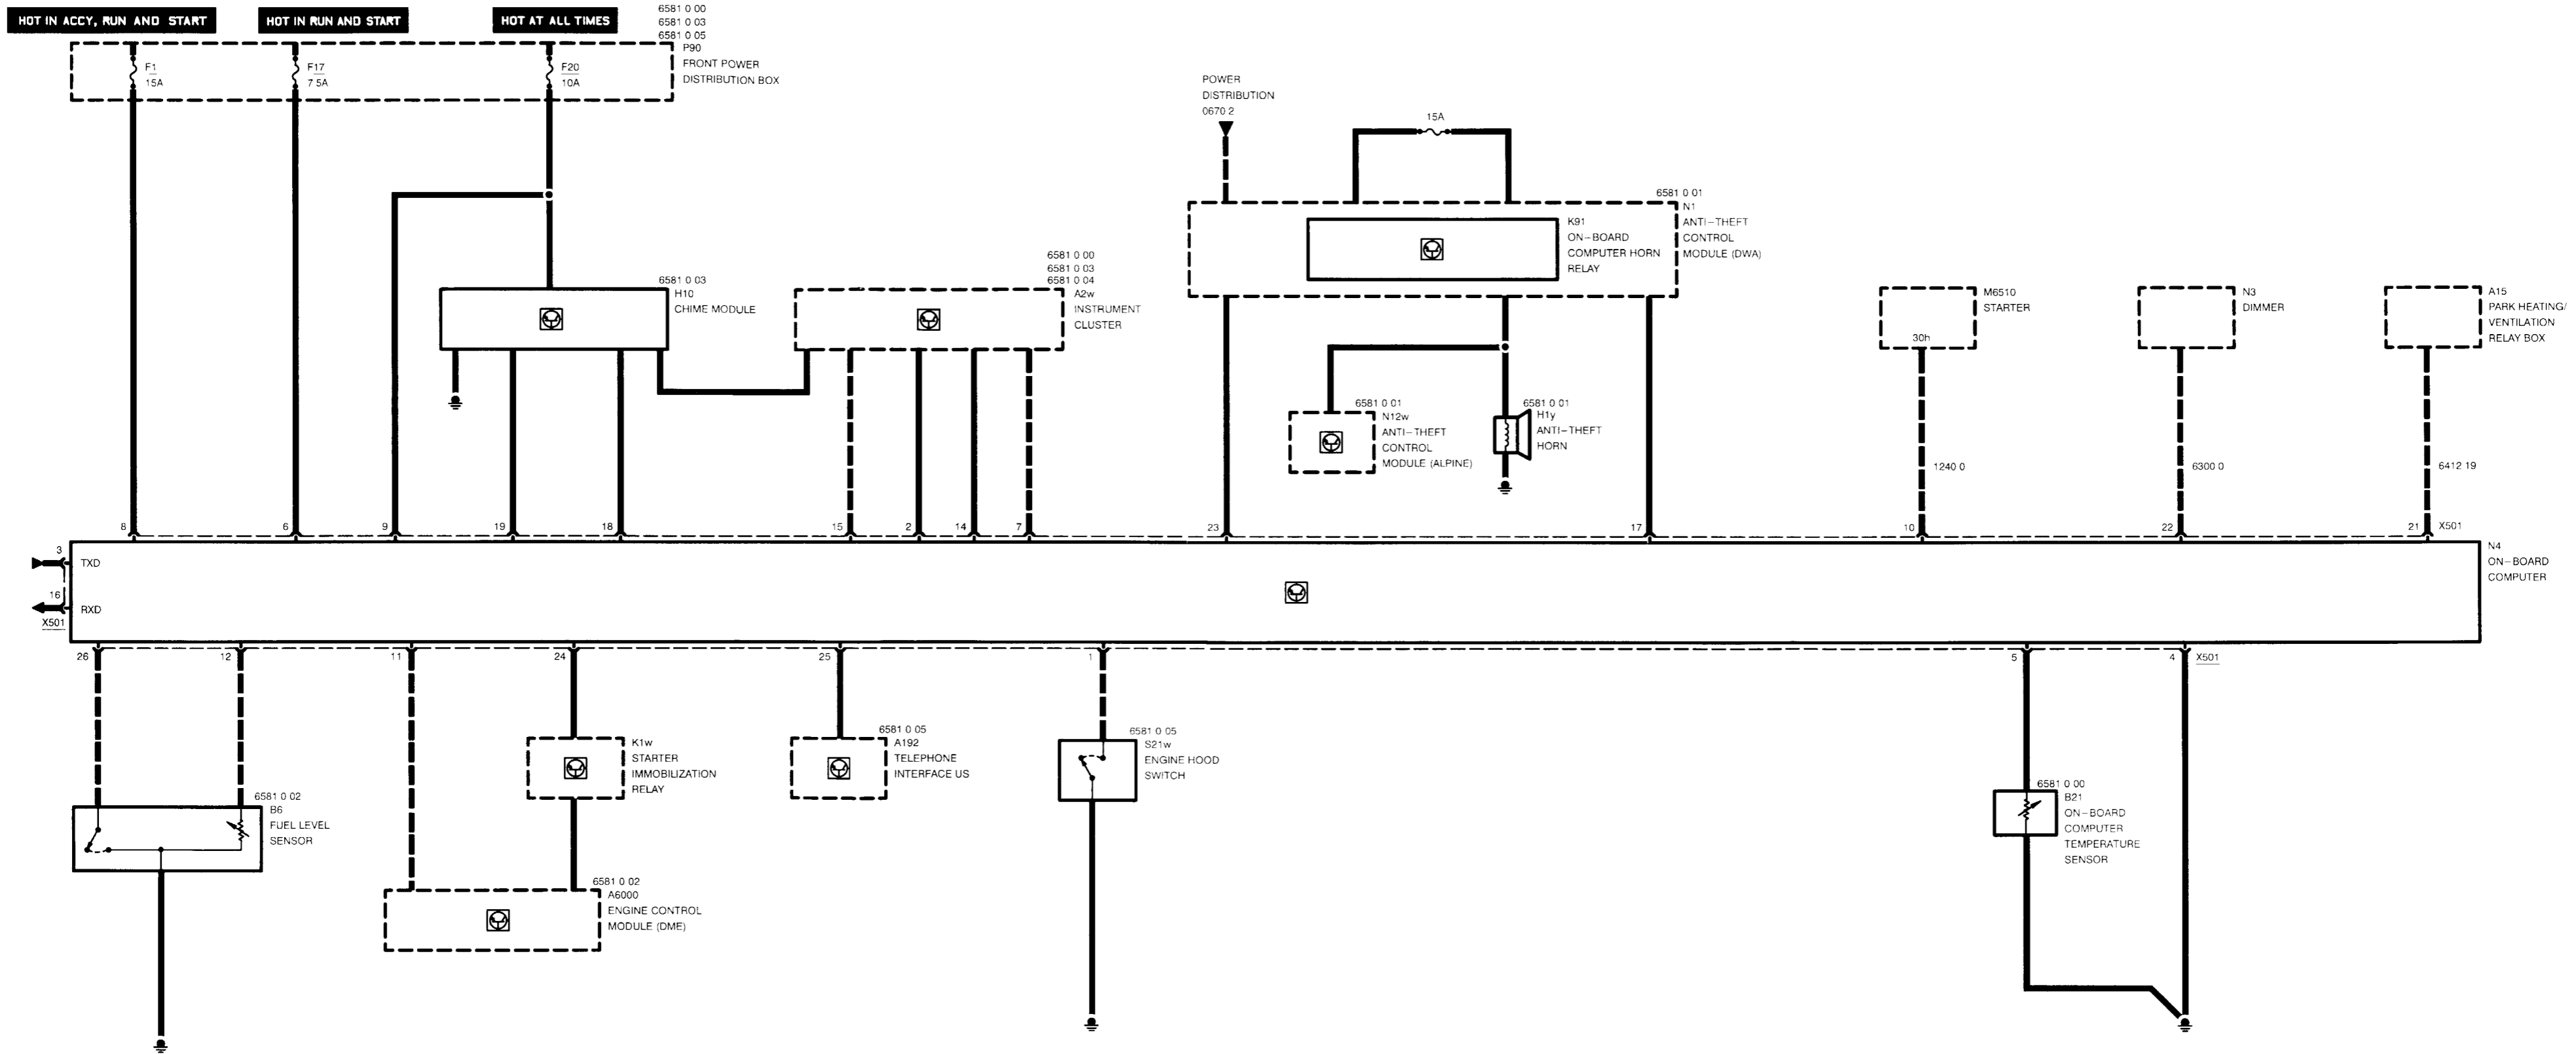 HOT IN ACCY, RUN AND START
HOT IN RUN AND START
HOT AT ALL TIMES
6581 0 00
6581 0 03
6581 0 05
P90
FRONT POWER
DISTRIBUTION BOX
F1
15A
F17
7 5A
F20
10A
POWER
DISTRIBUTION
0670 2
15A
6581 0 01
N1
ANTI-THEFT
CONTROL
MODULE (DWA)
K91
ON-BOARD
COMPUTER HORN
RELAY
6581 0 03
H10
CHIME MODULE
6581 0 00
6581 0 03
6581 0 04
A2w
INSTRUMENT
CLUSTER
M6510
STARTER
30h
N3
DIMMER
A15
PARK HEATING/
VENTILATION
RELAY BOX
6581 0 01
N12w
ANTI-THEFT
CONTROL
MODULE (ALPINE)
6581 0 01
H1y
ANTI-THEFT
HORN
1240 0
6300 0
6412 19
8
6
9
19
18
15
2
14
7
23
17
10
22
21
X501
3
TXD
16
RXD
X501
N4
ON-BOARD
COMPUTER
26
12
11
24
25
1
5
4
X501
K1w
STARTER
IMMOBILIZATION
RELAY
6581 0 05
A192
TELEPHONE
INTERFACE US
6581 0 05
S21w
ENGINE HOOD
SWITCH
6581 0 02
B6
FUEL LEVEL
SENSOR
6581 0 00
B21
ON-BOARD
COMPUTER
TEMPERATURE
SENSOR
6581 0 02
A6000
ENGINE CONTROL
MODULE (DME)